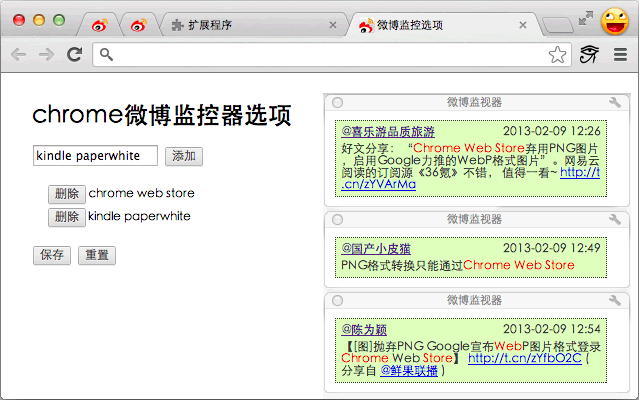 扩展程序
微博监控选项
chrome微博监控器选项
kindle paperwhite 添加
删除 chrome web store
删除 kindle paperwhite
保存 重置
微博监视器
@喜乐游品质旅游 2013-02-09 12:26
好文分享：“Chrome Web Store弃用PNG图片
，启用Google力推的WebP格式图片”。网易云
阅读的订阅源《36氪》不错， 值得一看~ http://t
.cn/zYVArMa
微博监视器
@国产小皮猫 2013-02-09 12:49
PNG格式转换只能通过Chrome Web Store
微博监视器
@陈为颖 2013-02-09 12:54
【[图]抛弃PNG Google宣布WebP图片格式登录
Chrome Web Store】 http://t.cn/zYfbO2C (
分享自 @鲜果联播 )